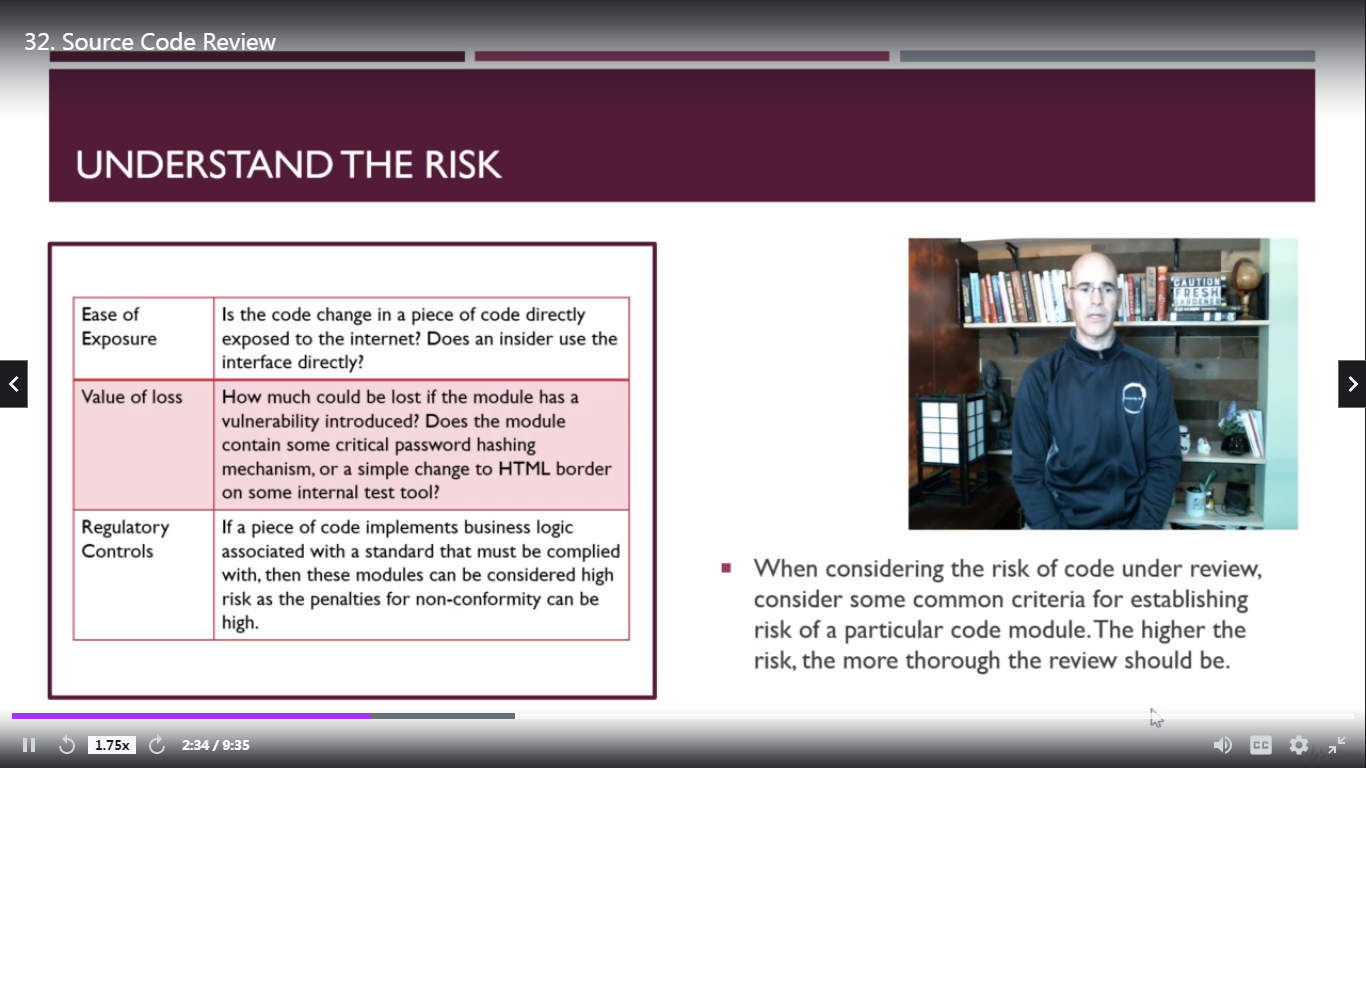 32. Source Code Review
UNDERSTAND THE RISK
Ease of
Exposure
Is the code change in a piece of code directly
exposed to the internet? Does an insider use the
interface directly?
Value of loss
How much could be lost if the module has a
vulnerability introduced? Does the module
contain some critical password hashing
mechanism, or a simple change to HTML border
on some internal test tool?
Regulatory
Controls
If a piece of code implements business logic
associated with a standard that must be complied
with, then these modules can be considered high
risk as the penalties for non-conformity can be
high.
CAUTION
FRESH
GARDENER
When considering the risk of code under review,
consider some common criteria for establishing
risk of a particular code module. The higher the
risk, the more thorough the review should be.
1.75x
2:34 / 9:35
CC